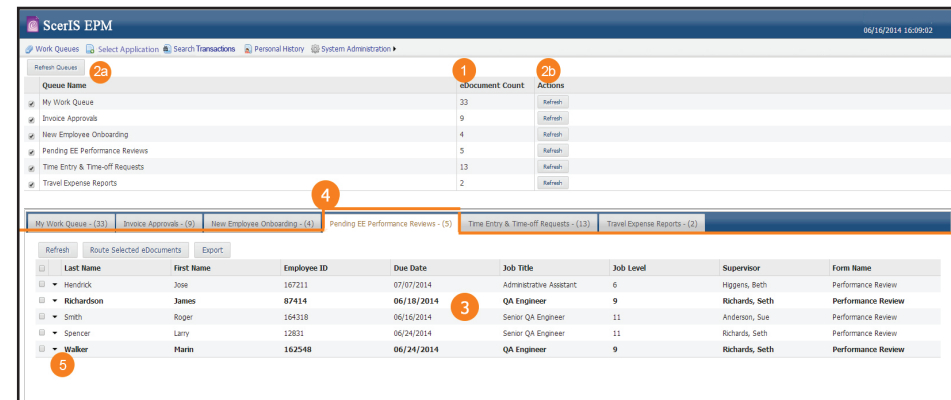 ScerIS EPM
06/16/2014 16:09:02
Work Queues Select Application Search Transactions Personal History System Administration
Refresh Queues 2a 1 2b
Queue Name eDocument Count Actions
My Work Queue 33 Refresh
Invoice Approvals 9 Refresh
New Employee Onboarding 4 Refresh
Pending EE Performance Reviews 5 Refresh
Time Entry & Time-off Requests 13 Refresh
Travel Expense Reports 2 Refresh
4
My Work Queue - (33) Invoice Approvals - (9) New Employee Onboarding - (4) Pending EE Performance Reviews - (5) Time Entry & Time-off Requests - (13) Travel Expense Reports - (2)
Refresh Route Selected eDocuments Export
Last Name First Name Employee ID Due Date Job Title Job Level Supervisor Form Name
Hendrick Jose 167211 07/07/2014 Administrative Assistant 6 Higgens, Beth Performance Review
Richardson James 87414 06/18/2014 QA Engineer 9 Richards, Seth Performance Review
3
Smith Roger 164318 06/16/2014 Senior QA Engineer 11 Anderson, Sue Performance Review
Spencer Larry 12831 06/24/2014 Senior QA Engineer 11 Richards, Seth Performance Review
Walker Marin 162548 06/24/2014 QA Engineer 9 Richards, Seth Performance Review
5